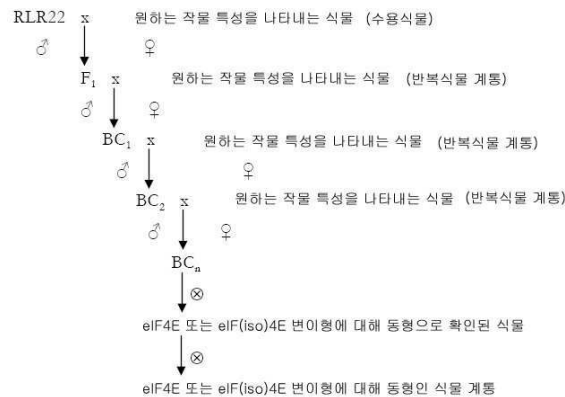 RLR22 x 원하는 작물 특성을 나타내는 식물 (수용식물)
♂ ♀
F₁ x 원하는 작물 특성을 나타내는 식물 (반복식물 계통)
♂ ♀
BC₁ x 원하는 작물 특성을 나타내는 식물 (반복식물 계통)
♂ ♀
BC₂ x 원하는 작물 특성을 나타내는 식물 (반복식물 계통)
♂ ♀
BCₙ
⊗
eIF4E 또는 eIF(iso)4E 변이형에 대해 동형으로 확인된 식물
⊗
eIF4E 또는 eIF(iso)4E 변이형에 대해 동형인 식물 계통